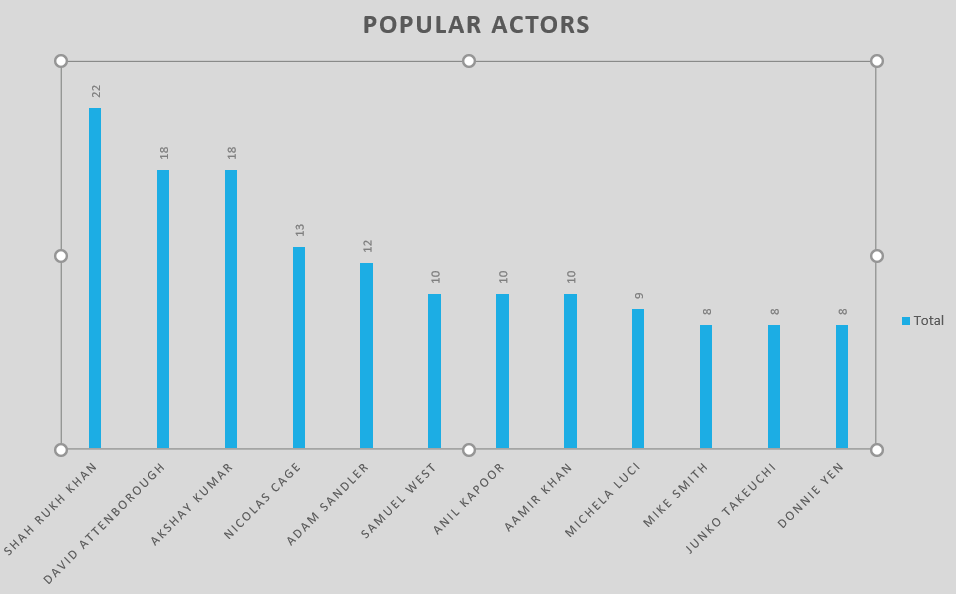 POPULAR ACTORS
22
18
18
13
12
10
10
10
9
8
8
8
Total
SHAH RUKH KHAN
DAVID ATTENBOROUGH
AKSHAY KUMAR
NICOLAS CAGE
ADAM SANDLER
SAMUEL WEST
ANIL KAPOOR
AAMIR KHAN
MICHELA LUCI
MIKE SMITH
JUNKO TAKEUCHI
DONNIE YEN